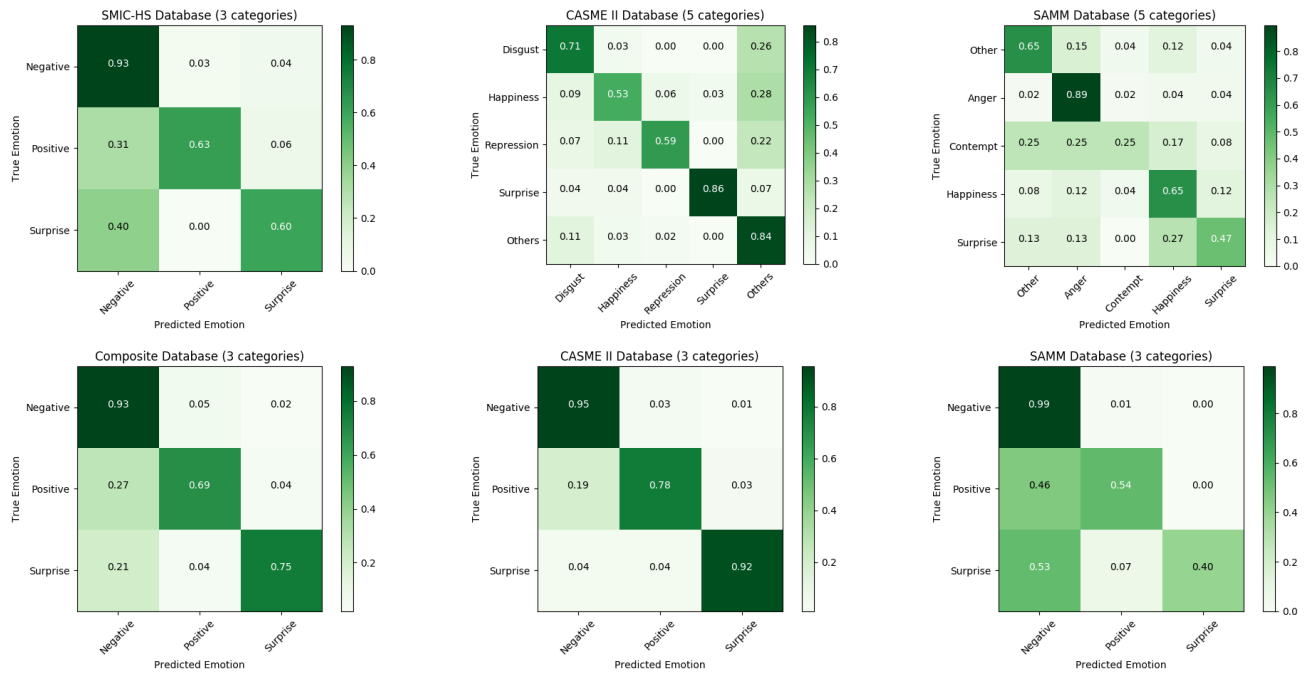 SMIC-HS Database (3 categories)
True Emotion
Negative 0.93 0.03 0.04
Positive 0.31 0.63 0.06
Surprise 0.40 0.00 0.60
Negative Positive Surprise
Predicted Emotion
0.8
0.6
0.4
0.2
0.0
CASME II Database (5 categories)
True Emotion
Disgust 0.71 0.03 0.00 0.00 0.26
Happiness 0.09 0.53 0.06 0.03 0.28
Repression 0.07 0.11 0.59 0.00 0.22
Surprise 0.04 0.04 0.00 0.86 0.07
Others 0.11 0.03 0.02 0.00 0.84
Disgust Happiness Repression Surprise Others
Predicted Emotion
0.8
0.7
0.6
0.5
0.4
0.3
0.2
0.1
0.0
SAMM Database (5 categories)
True Emotion
Other 0.65 0.15 0.04 0.12 0.04
Anger 0.02 0.89 0.02 0.04 0.04
Contempt 0.25 0.25 0.25 0.17 0.08
Happiness 0.08 0.12 0.04 0.65 0.12
Surprise 0.13 0.13 0.00 0.27 0.47
Other Anger Contempt Happiness Surprise
Predicted Emotion
0.8
0.7
0.6
0.5
0.4
0.3
0.2
0.1
0.0
Composite Database (3 categories)
True Emotion
Negative 0.93 0.05 0.02
Positive 0.27 0.69 0.04
Surprise 0.21 0.04 0.75
Negative Positive Surprise
Predicted Emotion
0.8
0.6
0.4
0.2
CASME II Database (3 categories)
True Emotion
Negative 0.95 0.03 0.01
Positive 0.19 0.78 0.03
Surprise 0.04 0.04 0.92
Negative Positive Surprise
Predicted Emotion
0.8
0.6
0.4
0.2
SAMM Database (3 categories)
True Emotion
Negative 0.99 0.01 0.00
Positive 0.46 0.54 0.00
Surprise 0.53 0.07 0.40
Negative Positive Surprise
Predicted Emotion
0.8
0.6
0.4
0.2
0.0